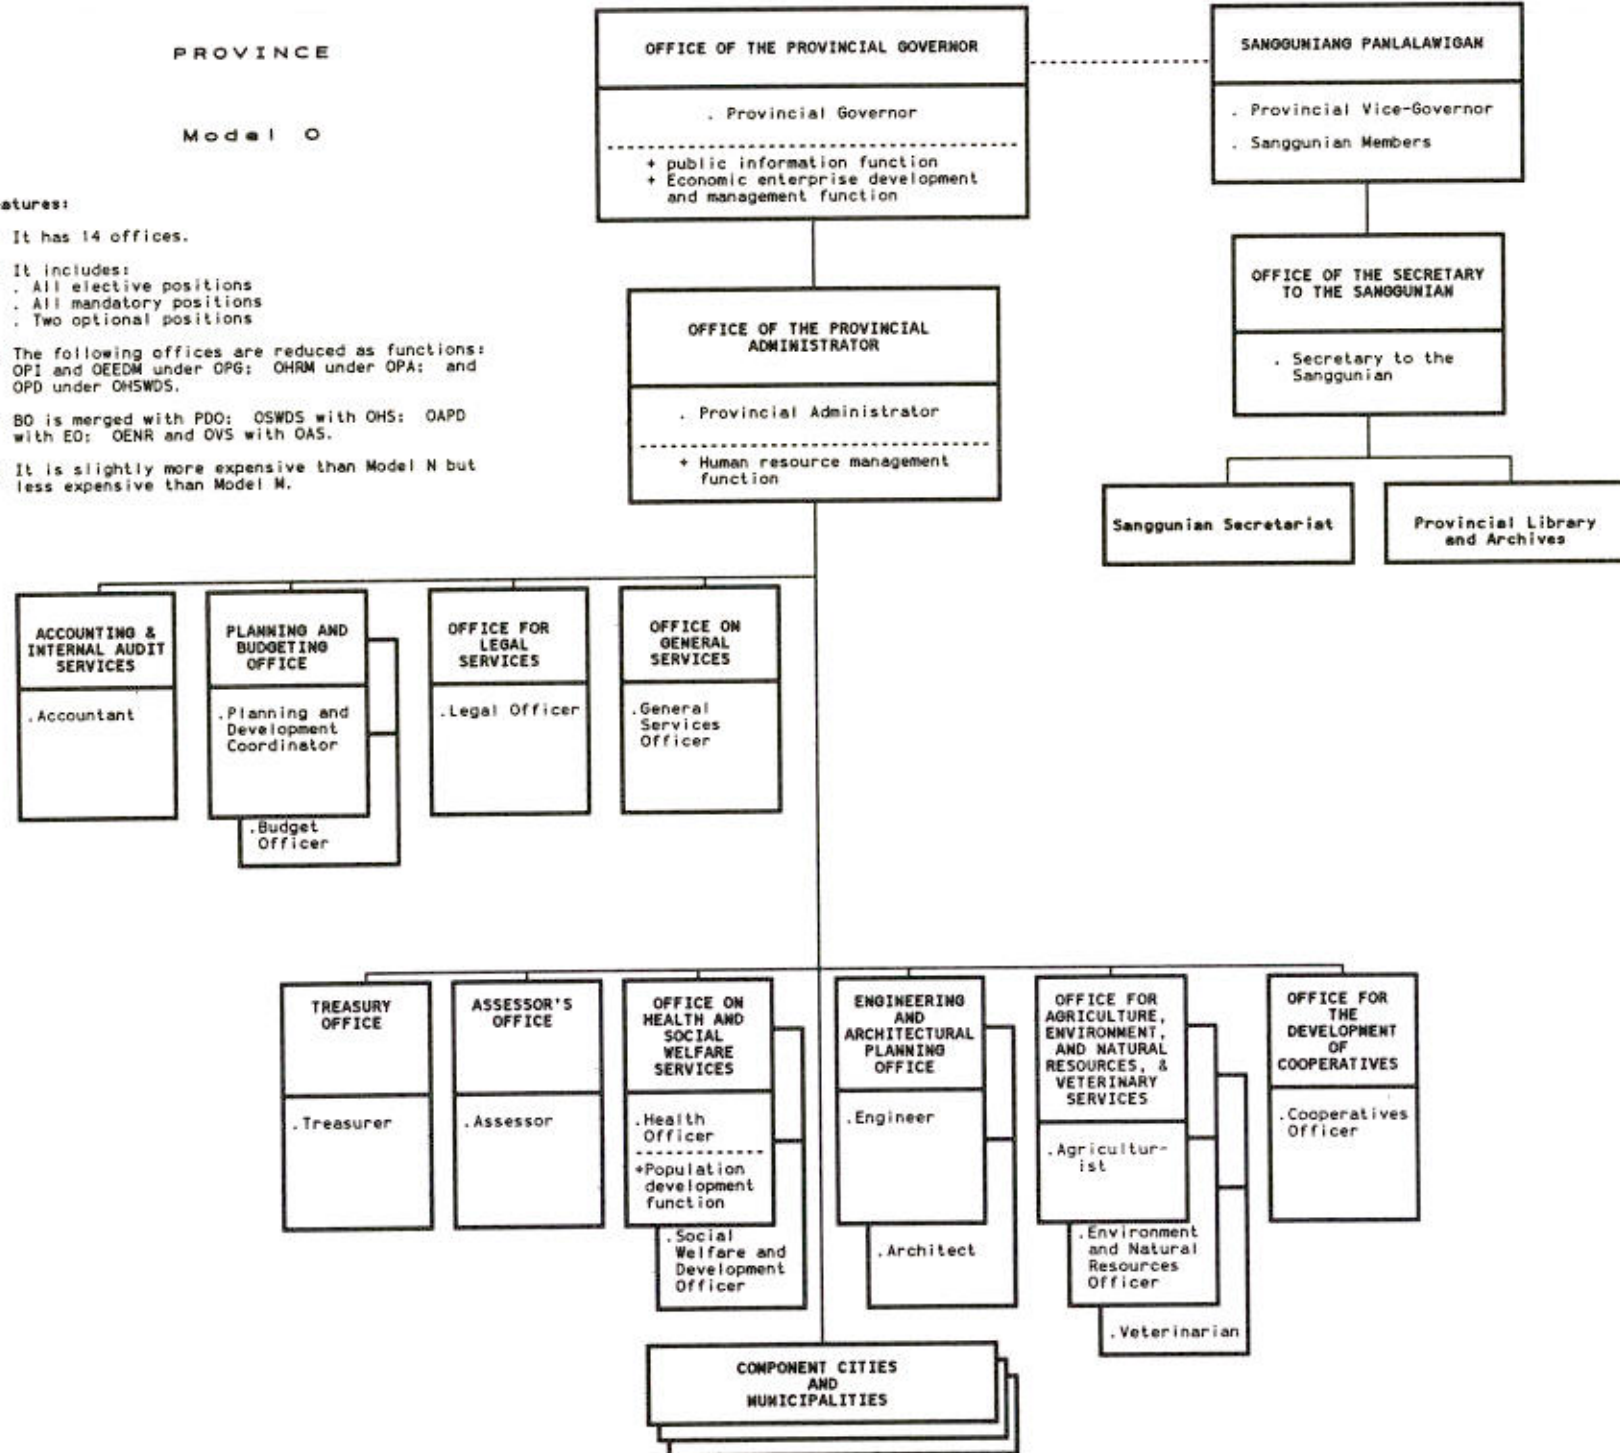 PROVINCE
Model O
atures:
It has 14 offices.
It includes:
. All elective positions
. All mandatory positions
. Two optional positions
The following offices are reduced as functions:
OPI and OEEDM under OPG; OHRM under OPA; and
OPD under OHSWDS.
BO is merged with PDO; OSWDS with OHS; OAPD
with EO; OENR and OVS with OAS.
It is slightly more expensive than Model N but
less expensive than Model M.
OFFICE OF THE PROVINCIAL GOVERNOR
. Provincial Governor
+ public information function
+ Economic enterprise development
and management function
SANGGUNIANG PANLALAWIGAN
. Provincial Vice-Governor
. Sanggunian Members
OFFICE OF THE SECRETARY
TO THE SANGGUNIAN
. Secretary to the
Sanggunian
Sanggunian Secretariat
Provincial Library
and Archives
OFFICE OF THE PROVINCIAL
ADMINISTRATOR
. Provincial Administrator
+ Human resource management
function
ACCOUNTING &
INTERNAL AUDIT
SERVICES
.Accountant
PLANNING AND
BUDGETING
OFFICE
.Planning and
Development
Coordinator
.Budget
Officer
OFFICE FOR
LEGAL
SERVICES
.Legal Officer
OFFICE ON
GENERAL
SERVICES
.General
Services
Officer
TREASURY
OFFICE
.Treasurer
ASSESSOR'S
OFFICE
.Assessor
OFFICE ON
HEALTH AND
SOCIAL
WELFARE
SERVICES
.Health
Officer
+Population
development
function
.Social
Welfare and
Development
Officer
ENGINEERING
AND
ARCHITECTURAL
PLANNING
OFFICE
.Engineer
.Architect
OFFICE FOR
AGRICULTURE,
ENVIRONMENT,
AND NATURAL
RESOURCES, &
VETERINARY
SERVICES
.Agricultur-
ist
.Environment
and Natural
Resources
Officer
.Veterinarian
OFFICE FOR
THE
DEVELOPMENT
OF
COOPERATIVES
.Cooperatives
Officer
COMPONENT CITIES
AND
MUNICIPALITIES